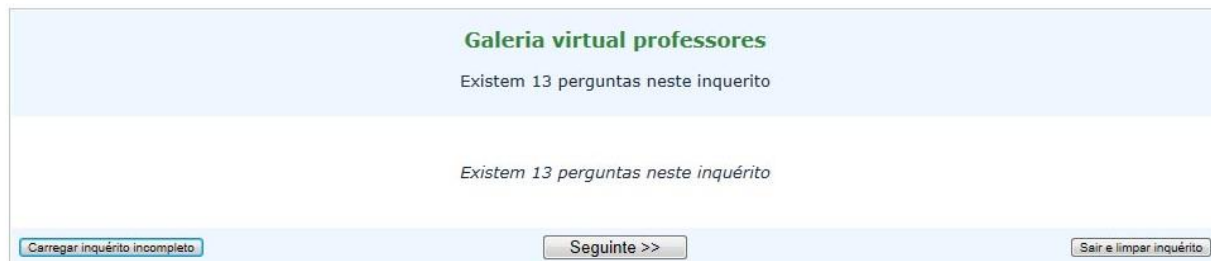 Galeria virtual professores
Existem 13 perguntas neste inquerito
Existem 13 perguntas neste inquérito
Carregar inquérito incompleto
Seguinte >>
Sair e limpar inquérito